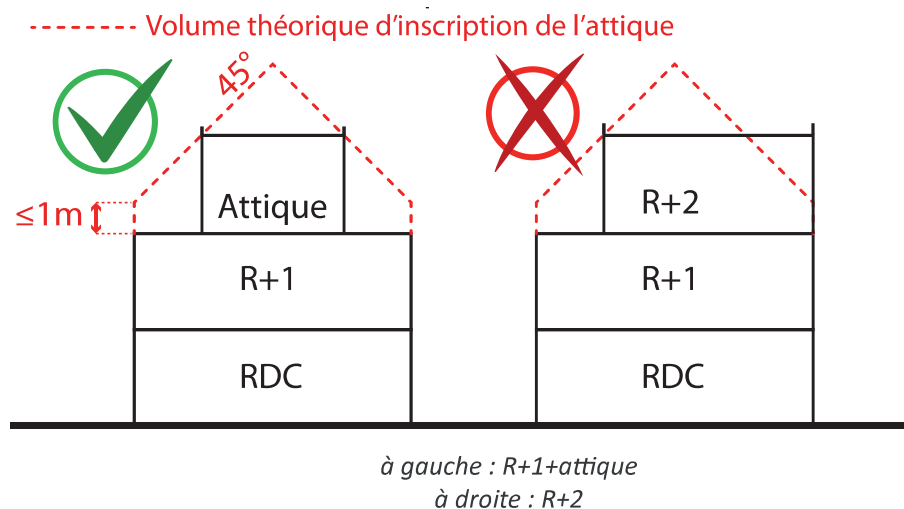 Volume théorique d'inscription de l'attique
45°
≤1m
Attique
R+2
R+1
R+1
RDC
RDC
à gauche : R+1+attique
à droite : R+2